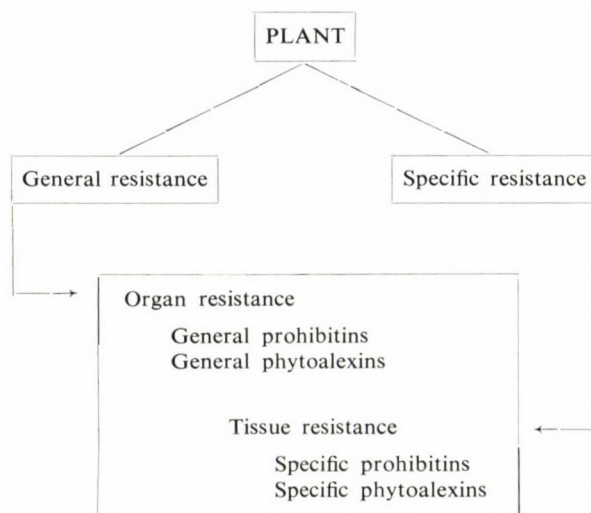 PLANT
General resistance
Specific resistance
Organ resistance
General prohibitins
General phytoalexins
Tissue resistance
Specific prohibitins
Specific phytoalexins